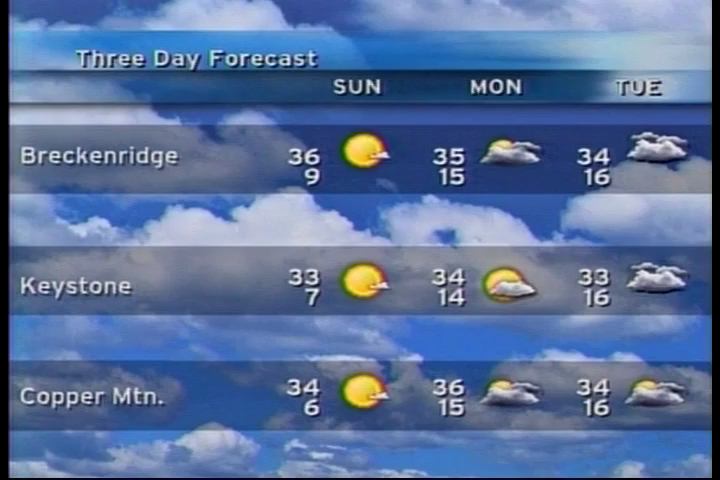 Three Day Forecast
SUN MON TUE
Breckenridge 36 35 34
9 15 16
Keystone 33 34 33
7 14 16
Copper Mtn. 34 36 34
6 15 16